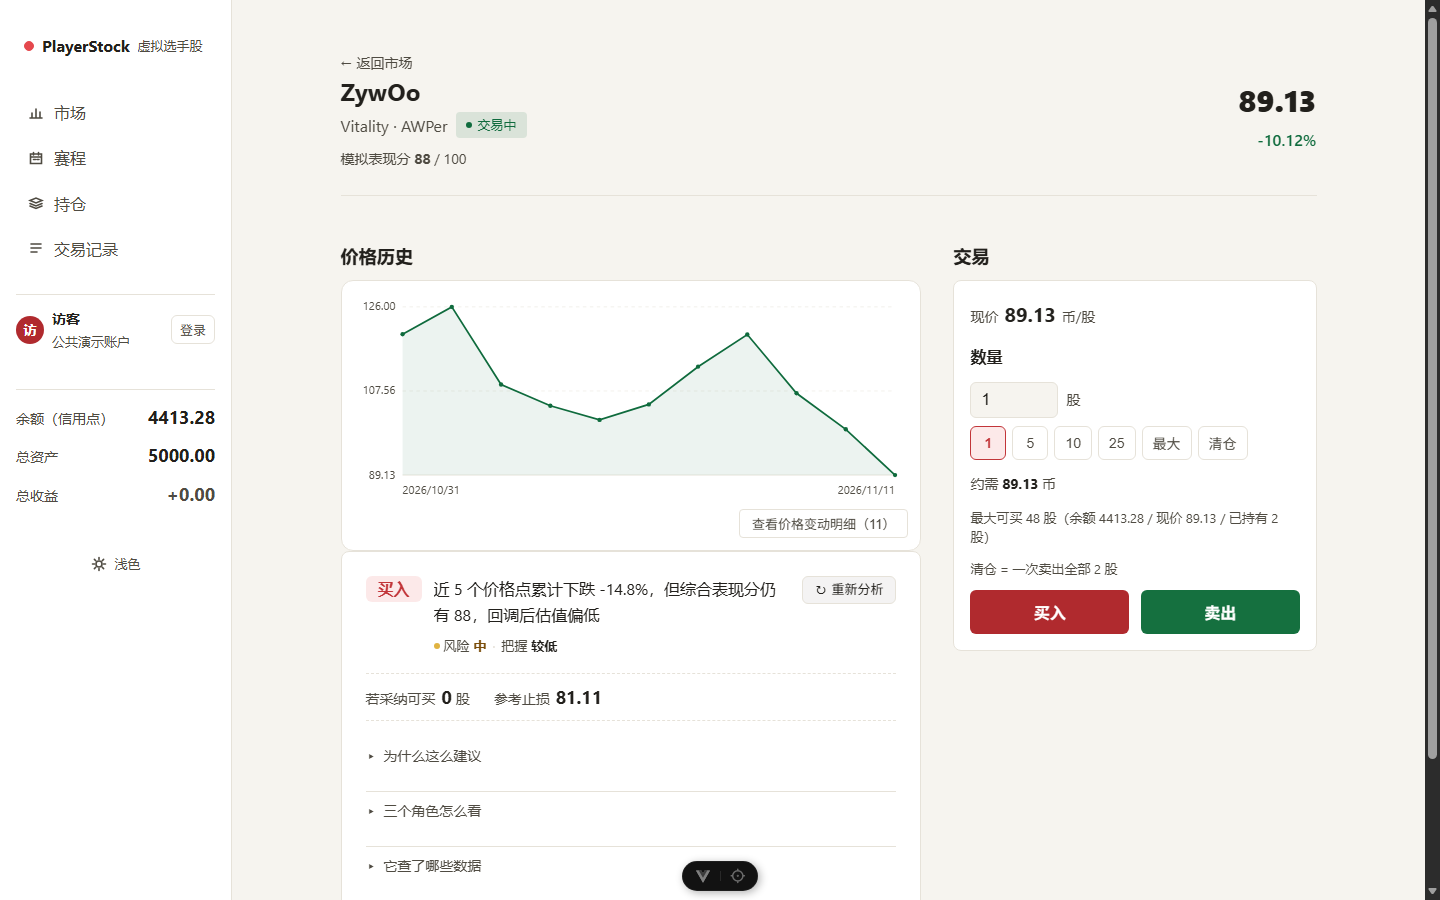 PlayerStock 虚拟选手股
市场
赛程
持仓
交易记录
访
访客
公共演示账户
登录
余额（信用点） 4413.28
总资产 5000.00
总收益 +0.00
浅色
← 返回市场
ZywOo
Vitality · AWPer 交易中
模拟表现分 88 / 100
89.13
-10.12%
价格历史
126.00
107.56
89.13
2026/10/31 2026/11/11
查看价格变动明细（11）
买入
近 5 个价格点累计下跌 -14.8%，但综合表现分仍
有 88，回调后估值偏低
风险 中 · 把握 较低
↻ 重新分析
若采纳可买 0 股 参考止损 81.11
▸ 为什么这么建议
▸ 三个角色怎么看
▸ 它查了哪些数据
交易
现价 89.13 币/股
数量
1 股
1 5 10 25 最大 清仓
约需 89.13 币
最大可买 48 股（余额 4413.28 / 现价 89.13 / 已持有 2
股）
清仓 = 一次卖出全部 2 股
买入 卖出